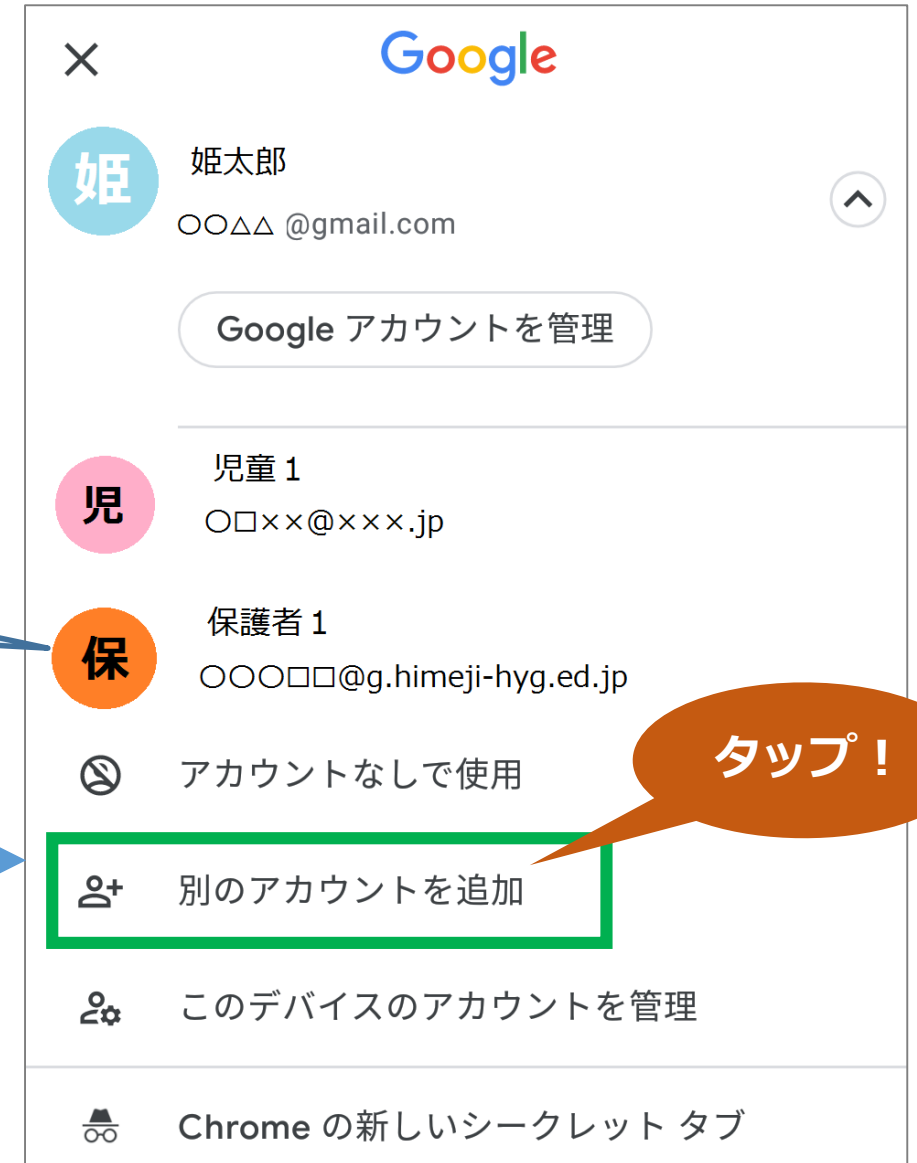 Google
姫
姫太郎
〇〇△△ @gmail.com
Google アカウントを管理
児
児童１
〇□××@×××.jp
保
保護者１
〇〇〇□□@g.himeji-hyg.ed.jp
アカウントなしで使用
タップ！
別のアカウントを追加
このデバイスのアカウントを管理
Chrome の新しいシークレット タブ